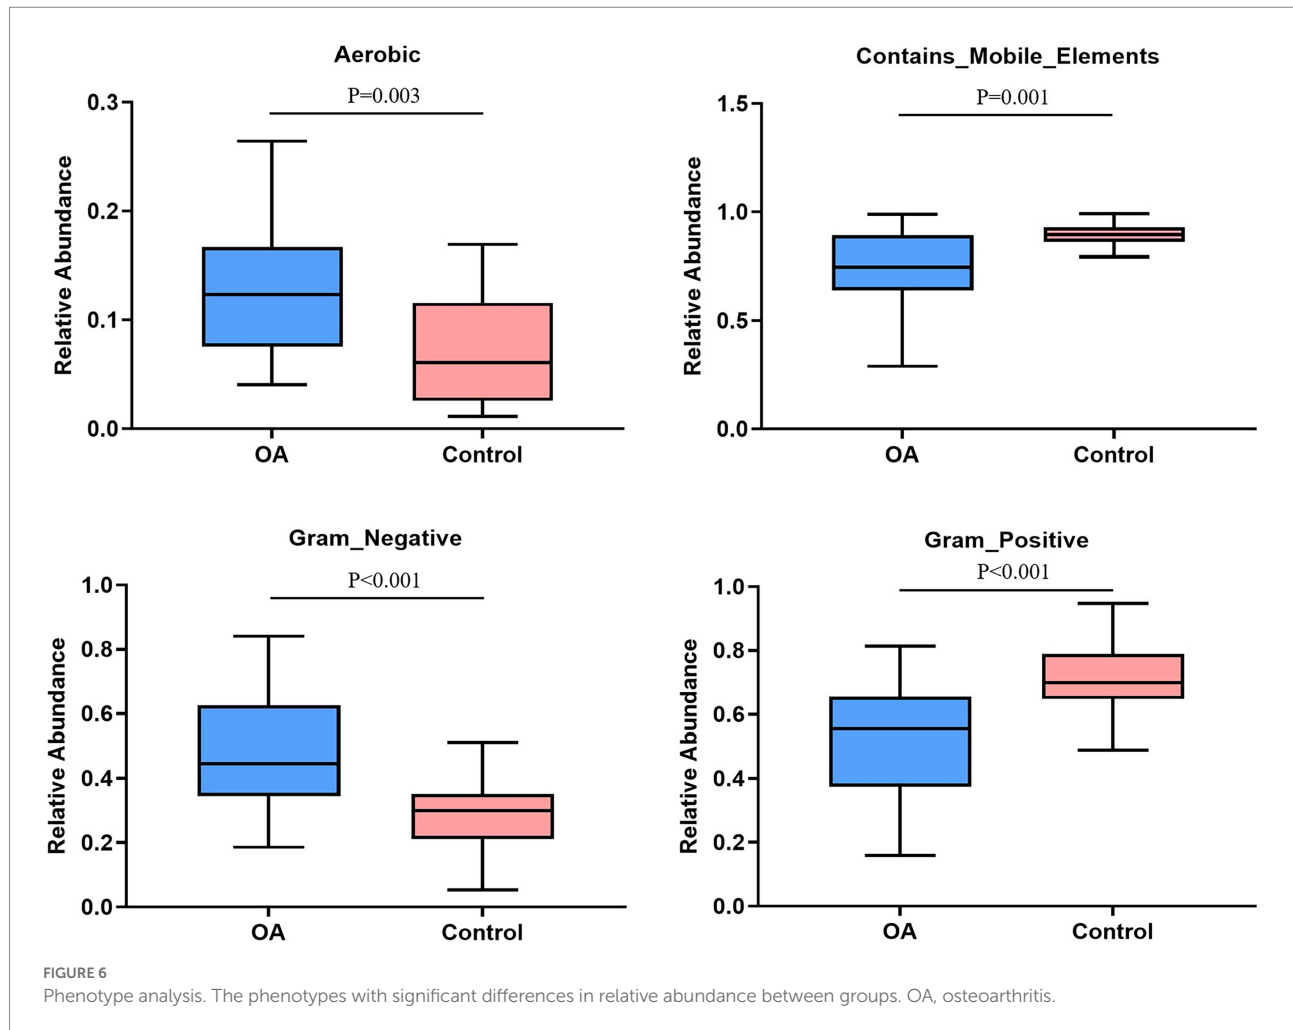 Aerobic
P=0.003
0.3
0.2
0.1
0.0
Relative Abundance
OA Control
Contains_Mobile_Elements
P=0.001
1.5
1.0
0.5
0.0
Relative Abundance
OA Control
Gram_Negative
P<0.001
1.0
0.8
0.6
0.4
0.2
0.0
Relative Abundance
OA Control
Gram_Positive
P<0.001
1.0
0.8
0.6
0.4
0.2
0.0
Relative Abundance
OA Control
FIGURE 6
Phenotype analysis. The phenotypes with significant differences in relative abundance between groups. OA, osteoarthritis.